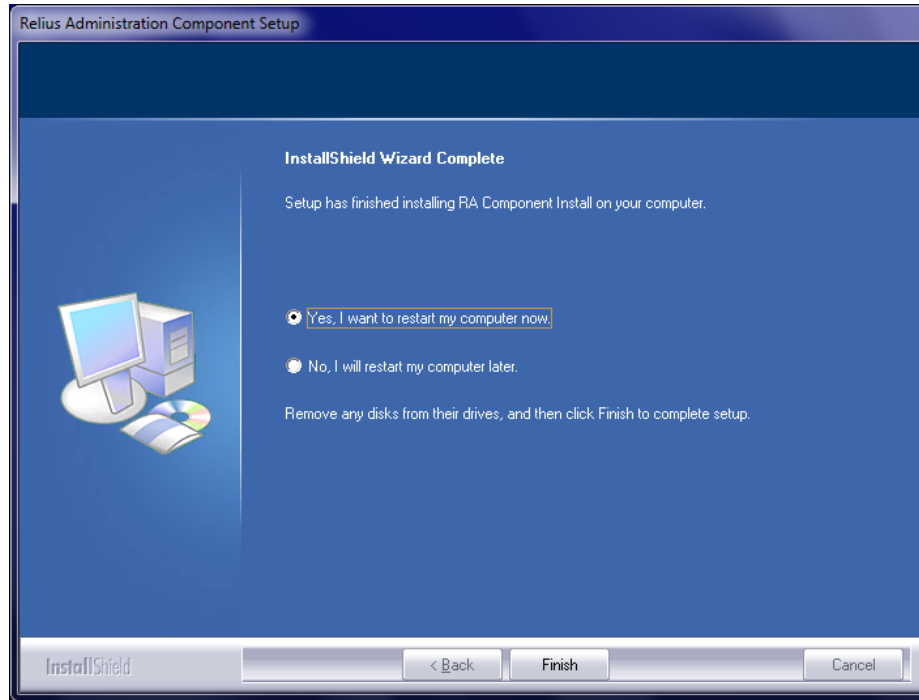 Relius Administration Component Setup
InstallShield Wizard Complete
Setup has finished installing RA Component Install on your computer.
Yes, I want to restart my computer now.
No, I will restart my computer later.
Remove any disks from their drives, and then click Finish to complete setup.
InstallShield
< Back
Finish
Cancel